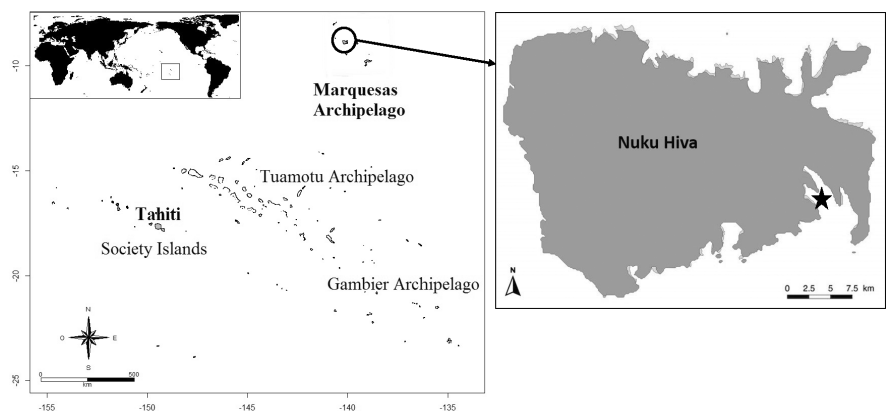 -10
-15
-20
-25
-155
-150
-145
-140
-135
Marquesas
Archipelago
Tuamotu Archipelago
Tahiti
Society Islands
Gambier Archipelago
N
O
E
S
0
500
km
Nuku Hiva
N
0 2.5 5 7.5 km